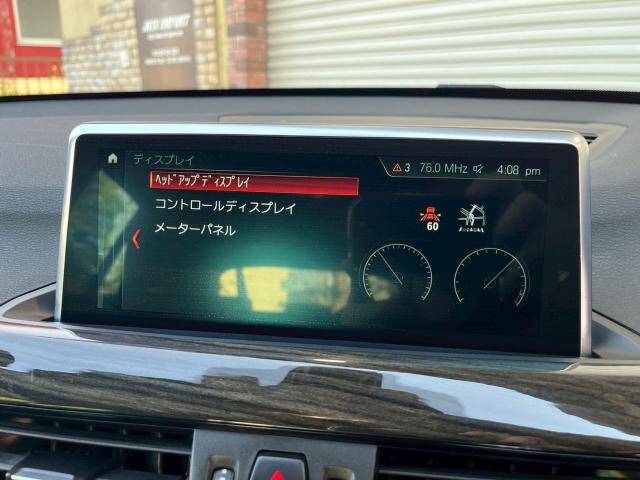 ディスプレイ
3 76.0 MHz 4:08 pm
ﾍｯﾄﾞｱｯﾌﾟﾃﾞｨｽﾌﾟﾚｲ
コントロールディスプレイ
メーターパネル
60